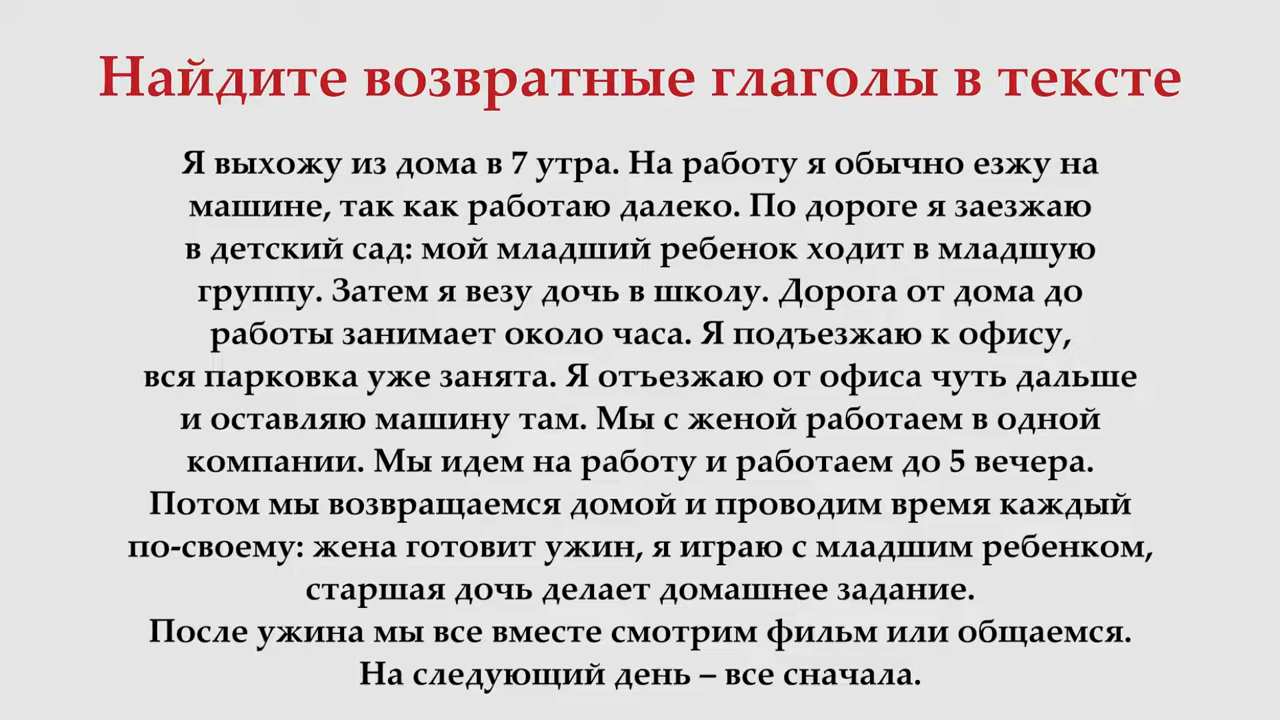 Найдите возвратные глаголы в тексте
Я выхожу из дома в 7 утра. На работу я обычно езжу на
машине, так как работаю далеко. По дороге я заезжаю
в детский сад: мой младший ребенок ходит в младшую
группу. Затем я везу дочь в школу. Дорога от дома до
работы занимает около часа. Я подъезжаю к офису,
вся парковка уже занята. Я отъезжаю от офиса чуть дальше
и оставляю машину там. Мы с женой работаем в одной
компании. Мы идем на работу и работаем до 5 вечера.
Потом мы возвращаемся домой и проводим время каждый
по-своему: жена готовит ужин, я играю с младшим ребенком,
старшая дочь делает домашнее задание.
После ужина мы все вместе смотрим фильм или общаемся.
На следующий день – все сначала.